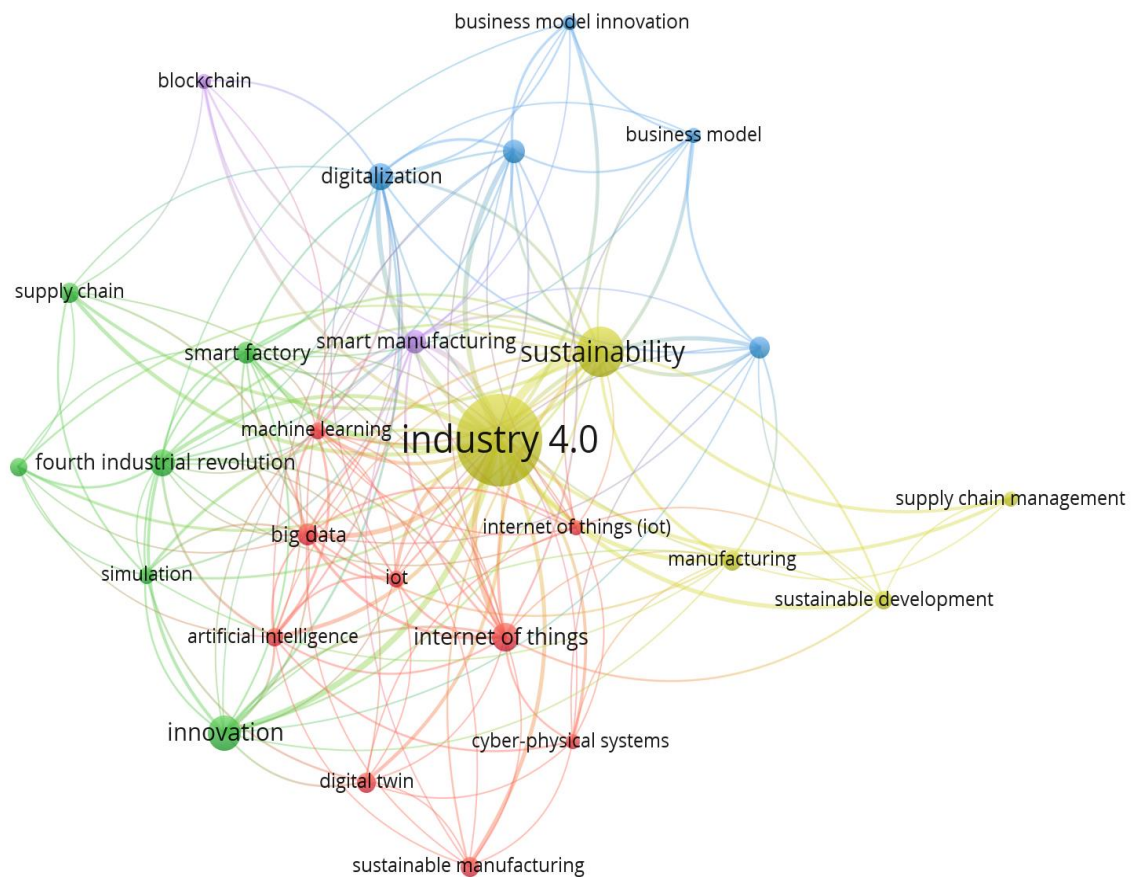 business model innovation
blockchain
business model
digitalization
supply chain
smart factory
smart manufacturing
sustainability
machine learning
industry 4.0
fourth industrial revolution
supply chain management
big data
internet of things (iot)
manufacturing
simulation
iot
sustainable development
artificial intelligence
internet of things
innovation
cyber-physical systems
digital twin
sustainable manufacturing